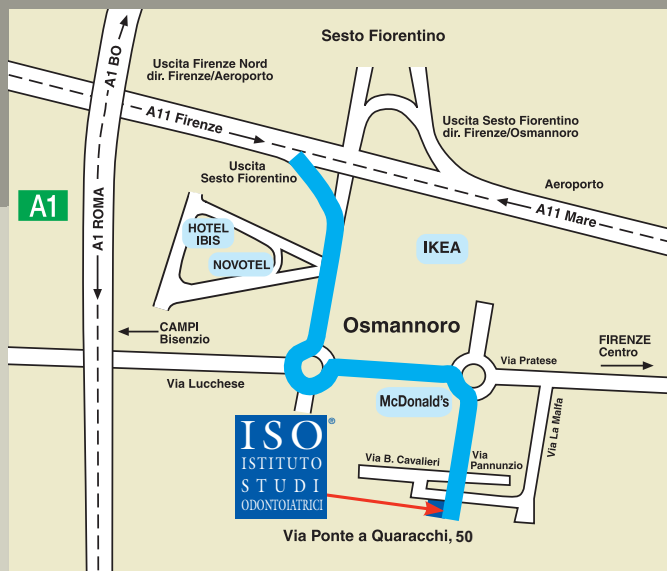 Sesto Fiorentino
A1 BO
Uscita Firenze Nord
dir. Firenze/Aeroporto
A11 Firenze
Uscita Sesto Fiorentino
dir. Firenze/Osmannoro
Uscita
Sesto Fiorentino
Aeroporto
A1
A1 ROMA
A11 Mare
HOTEL
IBIS
NOVOTEL
IKEA
CAMPI
Bisenzio
Osmannoro
FIRENZE
Centro
Via Pratese
Via Lucchese
McDonald's
Via La Malfa
ISO®
ISTITUTO
STUDI
ODONTOIATRICI
Via B. Cavalieri
Via
Pannunzio
Via Ponte a Quaracchi, 50